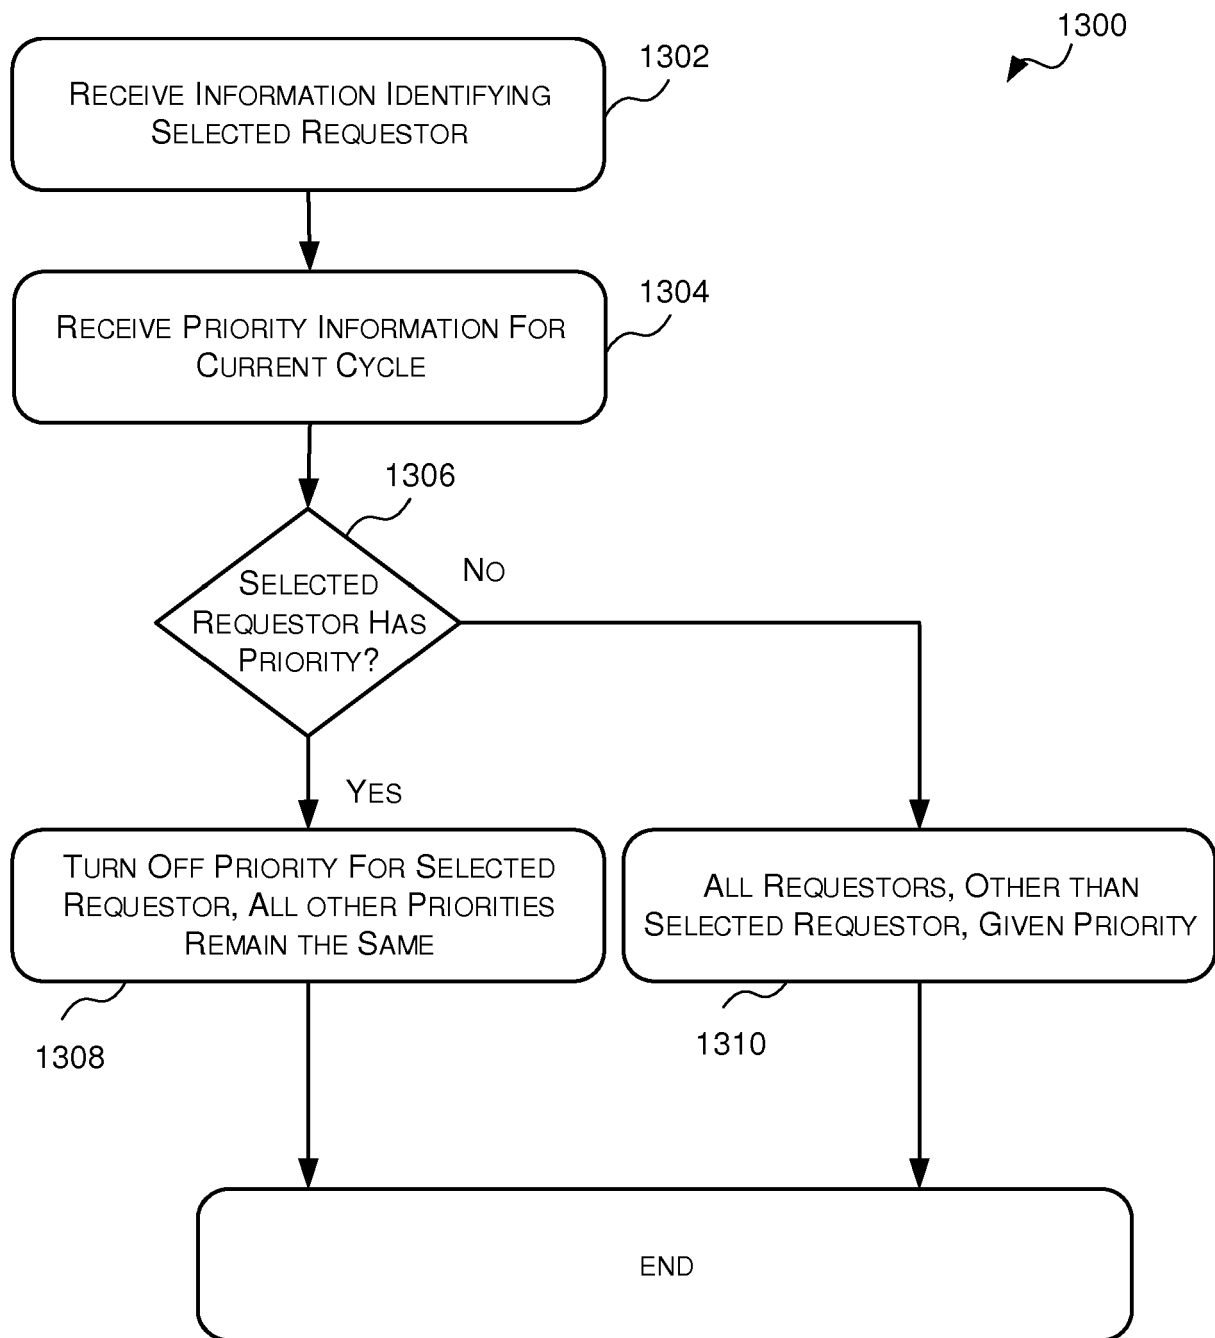 1300
1302
RECEIVE INFORMATION IDENTIFYING
SELECTED REQUESTOR
1304
RECEIVE PRIORITY INFORMATION FOR
CURRENT CYCLE
1306
SELECTED
REQUESTOR HAS
PRIORITY?
NO
YES
TURN OFF PRIORITY FOR SELECTED
REQUESTOR, ALL OTHER PRIORITIES
REMAIN THE SAME
1308
ALL REQUESTORS, OTHER THAN
SELECTED REQUESTOR, GIVEN PRIORITY
1310
END